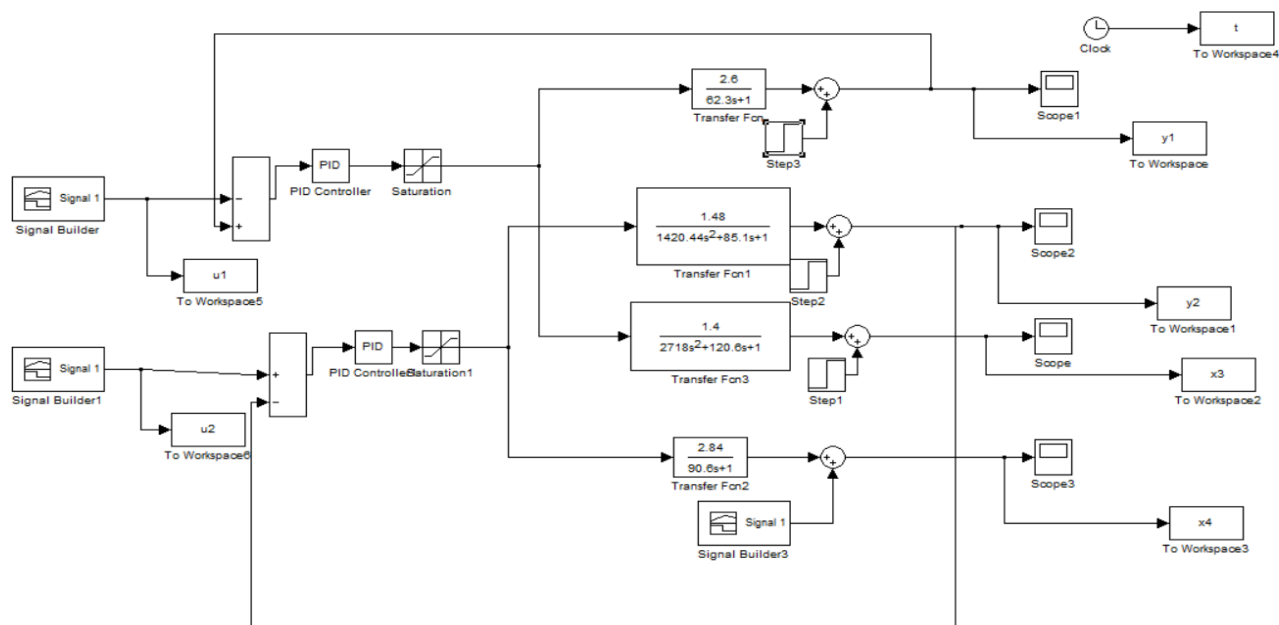 t
Clock
To Workspace4
2.6
62.3s+1
Transfer Fcn
Scope1
Step3
y1
To Workspace
PID
PID Controller
Saturation
Signal 1
Signal Builder
−
+
u1
To Workspace5
1.48
1420.44s²+85.1s+1
Transfer Fcn1
+
+
Scope2
Step2
y2
To Workspace1
1.4
2718s²+120.6s+1
Transfer Fcn3
+
+
Scope
Step1
x3
To Workspace2
PID
PID Controller
Saturation1
Signal 1
Signal Builder1
+
−
u2
To Workspace6
2.84
90.6s+1
Transfer Fcn2
+
+
Scope3
Signal 1
Signal Builder3
x4
To Workspace3